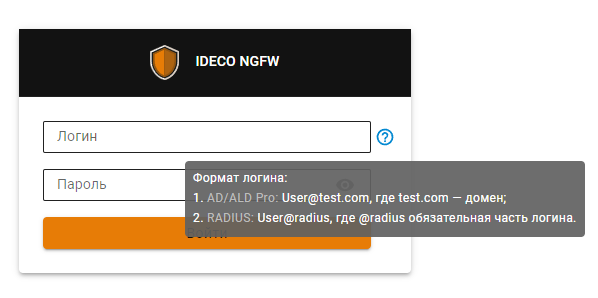 IDECO NGFW
Логин
Пароль
Формат логина:
1. AD/ALD Pro: User@test.com, где test.com — домен;
2. RADIUS: User@radius, где @radius обязательная часть логина.
Войти